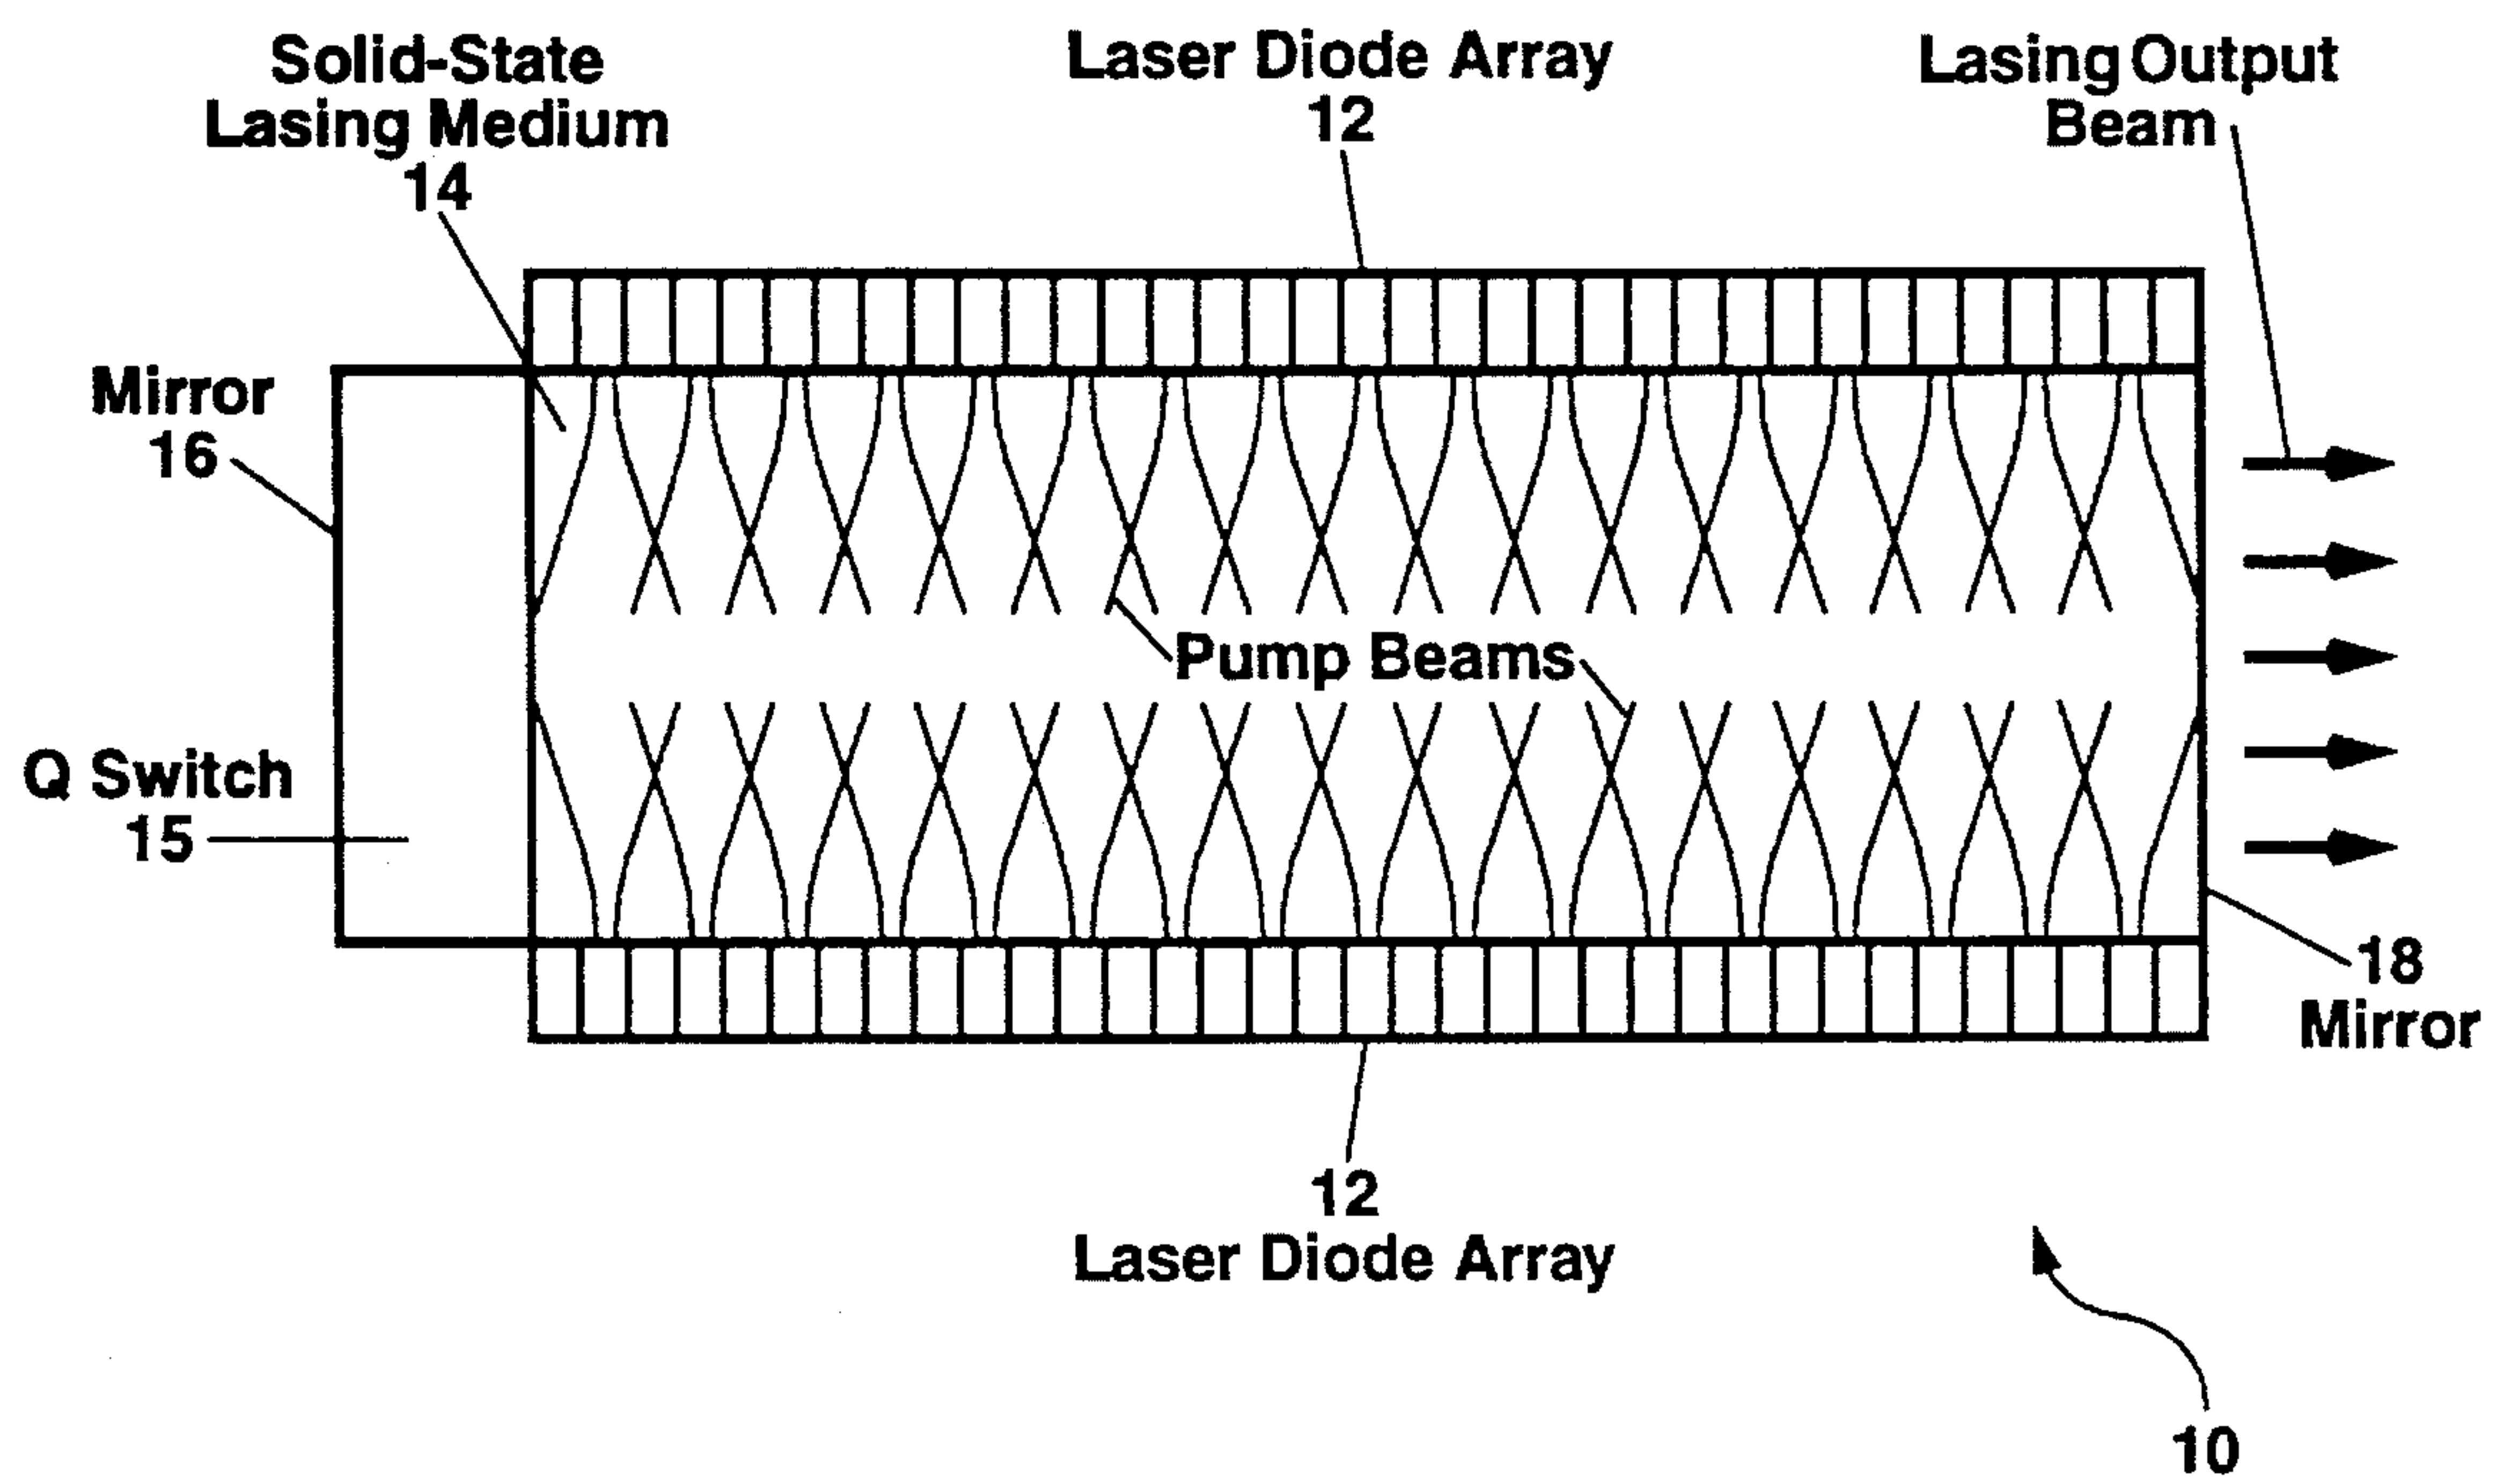 Solid-State
Lasing Medium
14
Laser Diode Array
12
Lasing Output
Beam
Mirror
16
Pump Beams
Q Switch
15
18
Mirror
12
Laser Diode Array
10